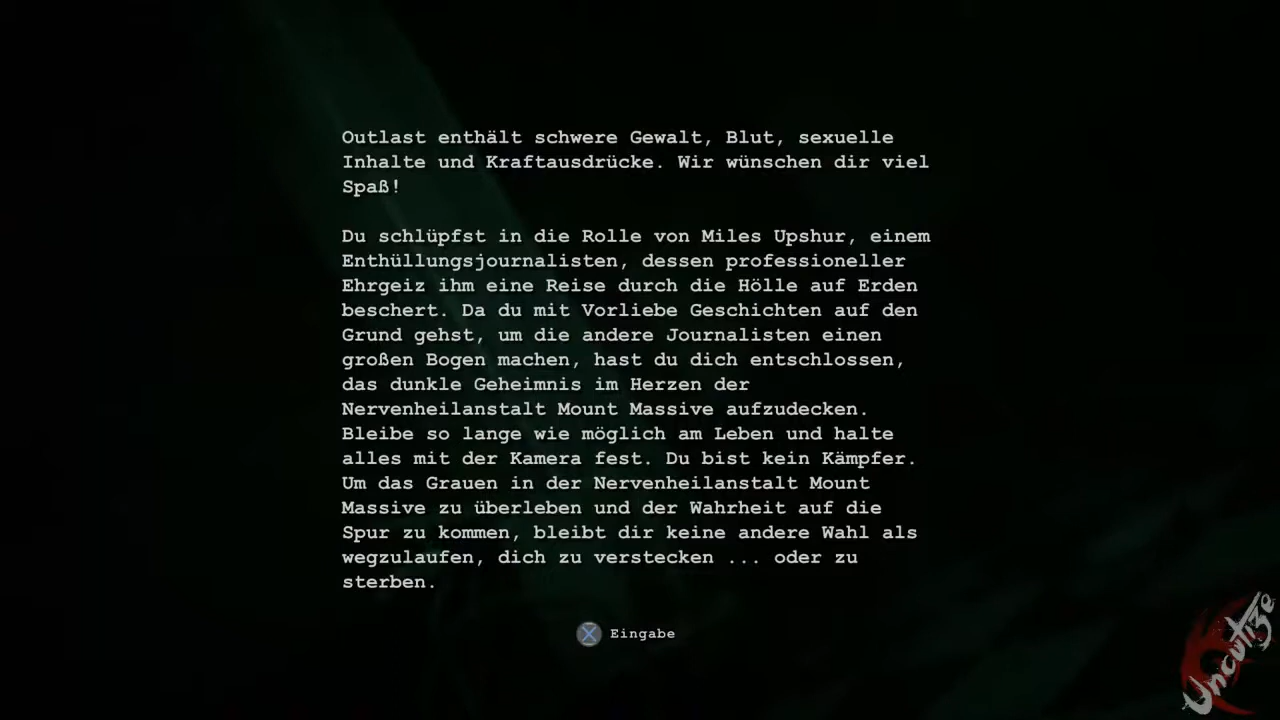 Outlast enthält schwere Gewalt, Blut, sexuelle
Inhalte und Kraftausdrücke. Wir wünschen dir viel
Spaß!
Du schlüpfst in die Rolle von Miles Upshur, einem
Enthüllungsjournalisten, dessen professioneller
Ehrgeiz ihm eine Reise durch die Hölle auf Erden
beschert. Da du mit Vorliebe Geschichten auf den
Grund gehst, um die andere Journalisten einen
großen Bogen machen, hast du dich entschlossen,
das dunkle Geheimnis im Herzen der
Nervenheilanstalt Mount Massive aufzudecken.
Bleibe so lange wie möglich am Leben und halte
alles mit der Kamera fest. Du bist kein Kämpfer.
Um das Grauen in der Nervenheilanstalt Mount
Massive zu überleben und der Wahrheit auf die
Spur zu kommen, bleibt dir keine andere Wahl als
wegzulaufen, dich zu verstecken ... oder zu
sterben.
Eingabe
Uncutize